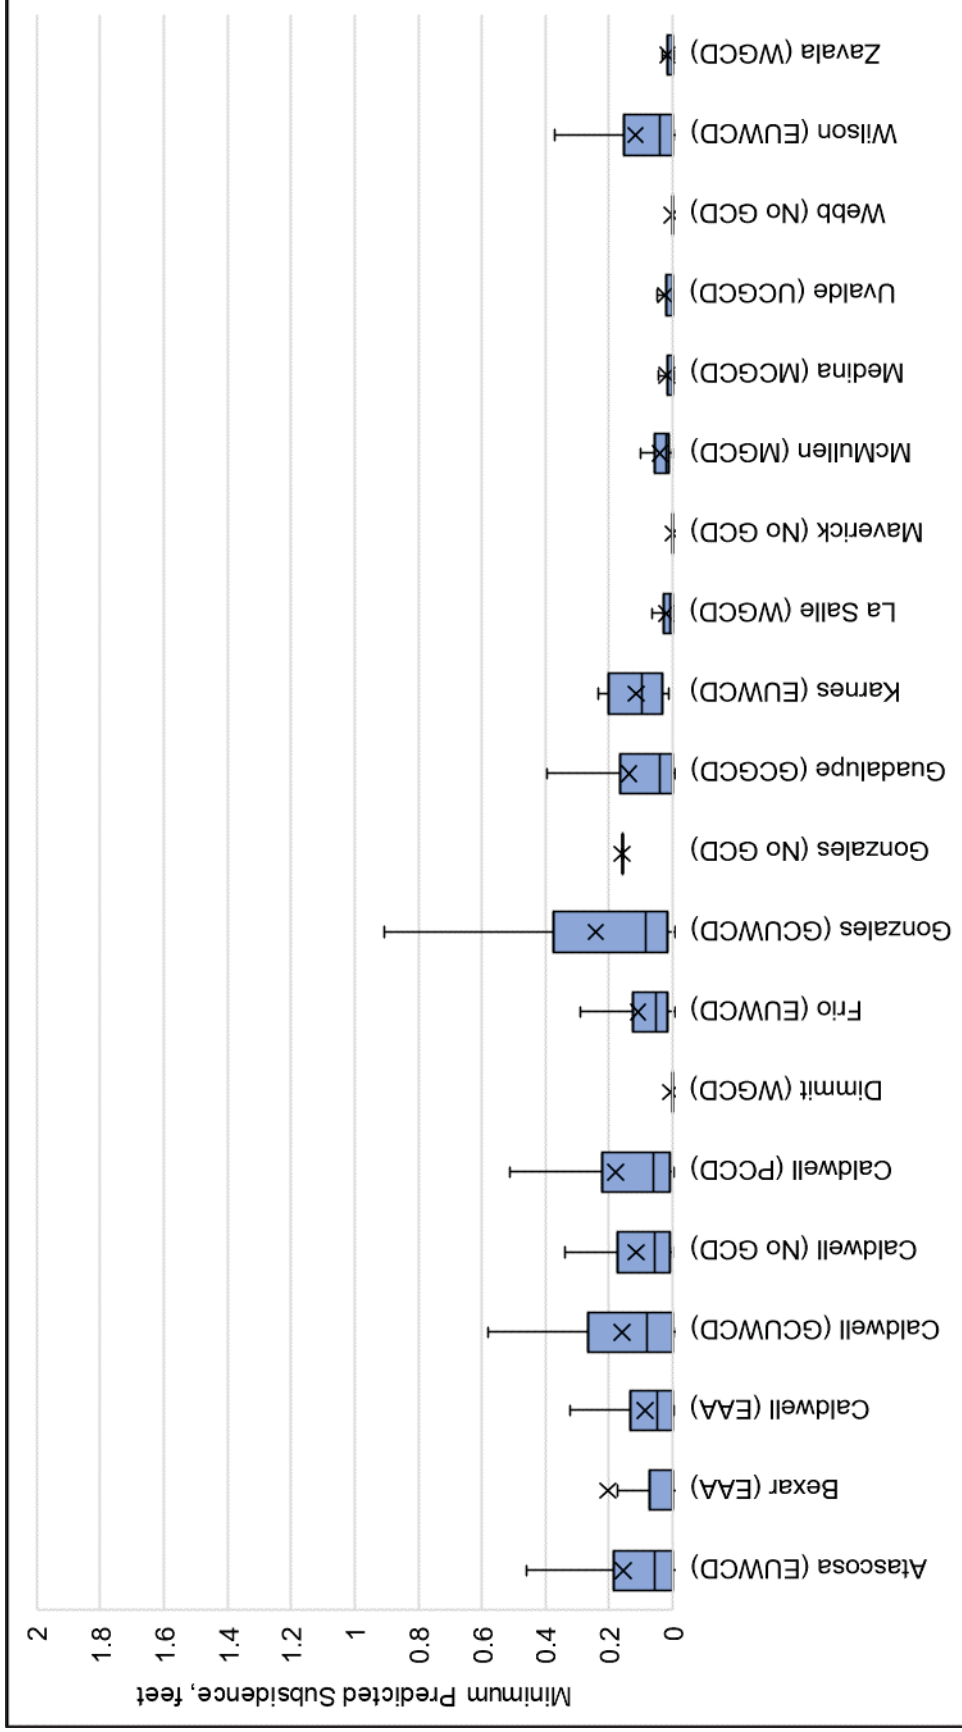 Minimum Predicted Subsidence, feet
2
1.8
1.6
1.4
1.2
1
0.8
0.6
0.4
0.2
0
Atascosa (EUWCD)
Bexar (EAA)
Caldwell (EAA)
Caldwell (GCUWCD)
Caldwell (No GCD)
Caldwell (PCCD)
Dimmit (WGCD)
Frio (EUWCD)
Gonzales (GCUWCD)
Gonzales (No GCD)
Guadalupe (GCGCD)
Karnes (EUWCD)
La Salle (WGCD)
Maverick (No GCD)
McMullen (MGCD)
Medina (MCGCD)
Uvalde (UCGCD)
Webb (No GCD)
Wilson (EUWCD)
Zavala (WGCD)